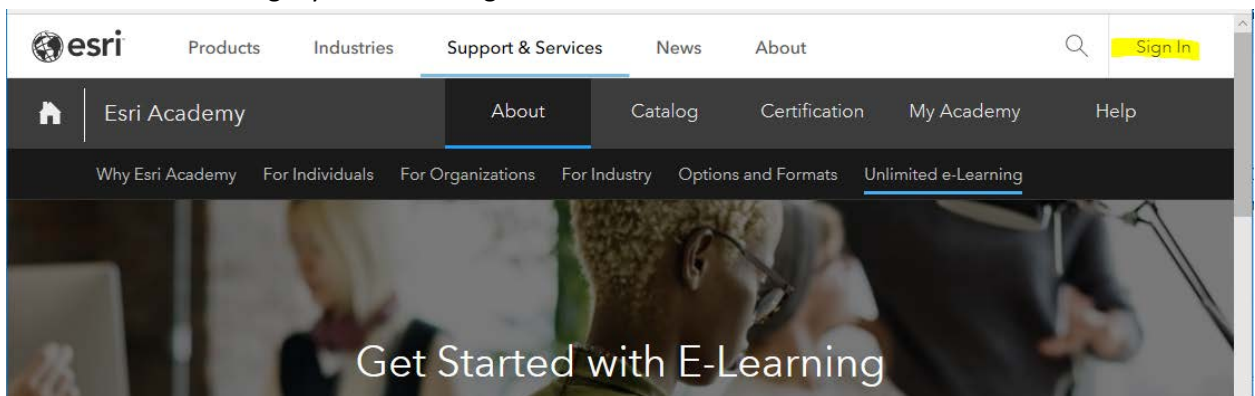 esri Products Industries Support & Services News About Sign In
Esri Academy About Catalog Certification My Academy Help
Why Esri Academy For Individuals For Organizations For Industry Options and Formats Unlimited e-Learning
Get Started with E-Learning